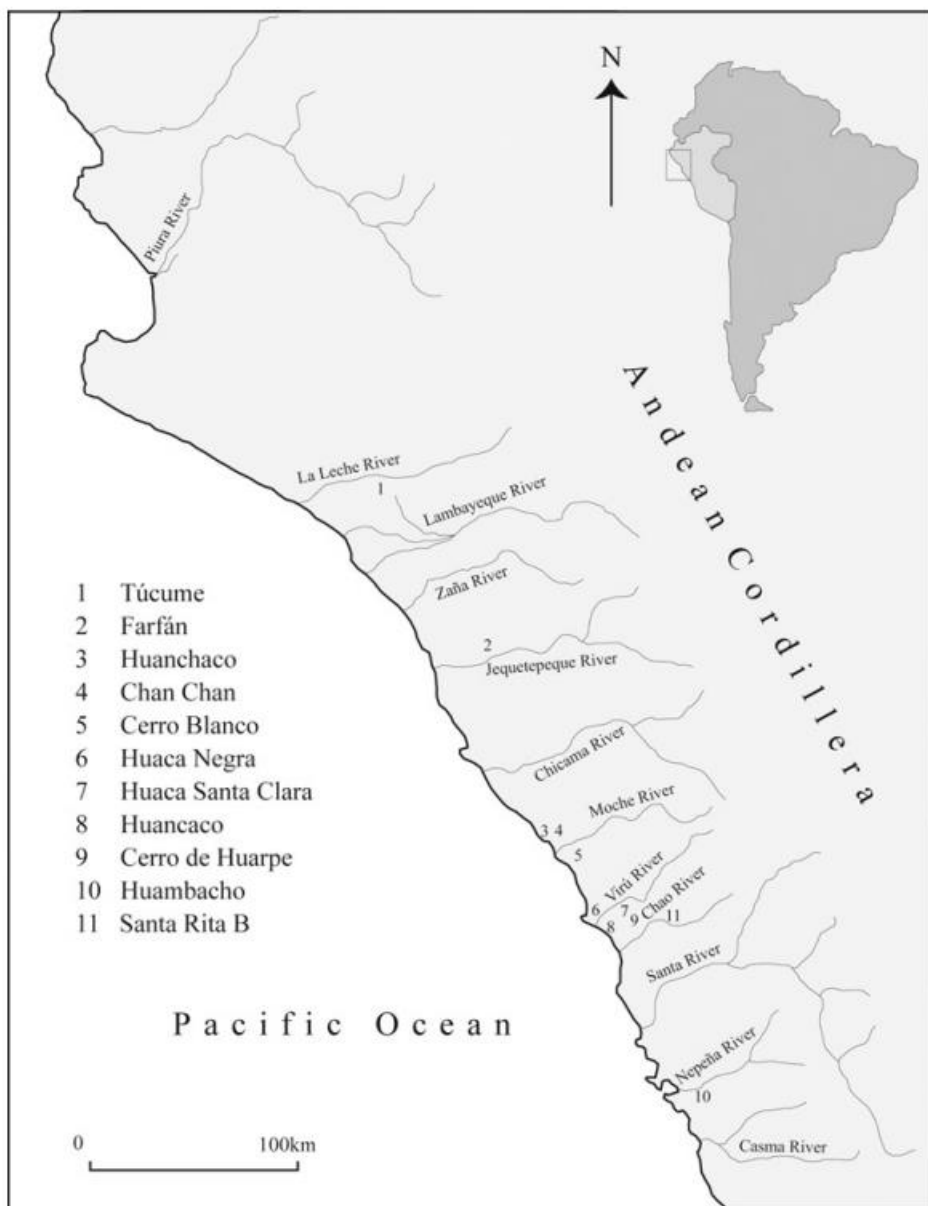 N
Piura River
Andean Cordillera
La Leche River
1
Lambayeque River
Zaña River
2
Jequetepeque River
Chicama River
Moche River
3 4
5
Virú River
6
7
8
9
Chao River
11
Santa River
Nepeña River
10
Casma River
1 Túcume
2 Farfán
3 Huanchaco
4 Chan Chan
5 Cerro Blanco
6 Huaca Negra
7 Huaca Santa Clara
8 Huancaco
9 Cerro de Huarpe
10 Huambacho
11 Santa Rita B
Pacific Ocean
0 100km